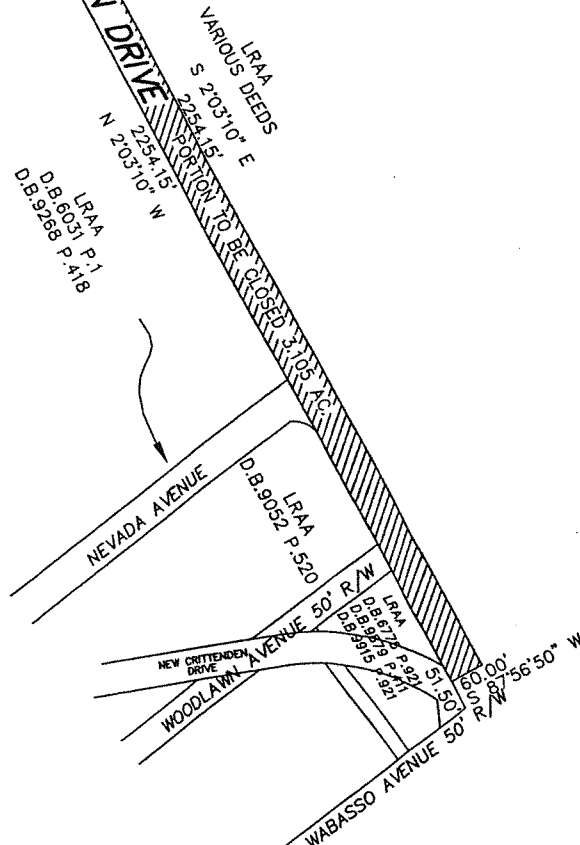 N DRIVE
LRAA
VARIOUS DEEDS
S 2°03'10" E
2254.15'
PORTION TO BE CLOSED 3.105 AC.
2254.15'
N 2°03'10" W
LRAA
D.B.6031 P.1
D.B.9268 P.418
NEVADA AVENUE
LRAA
D.B.9052 P.520
WOODLAWN AVENUE 50' R/W
NEW CRITTENDEN
DRIVE
LRAA
D.B.6775 P.921
D.B.9879 P.411
D.B.9915 P.921
51.50'
60.00'
S 87°56'50" W
WABASSO AVENUE 50' R/W